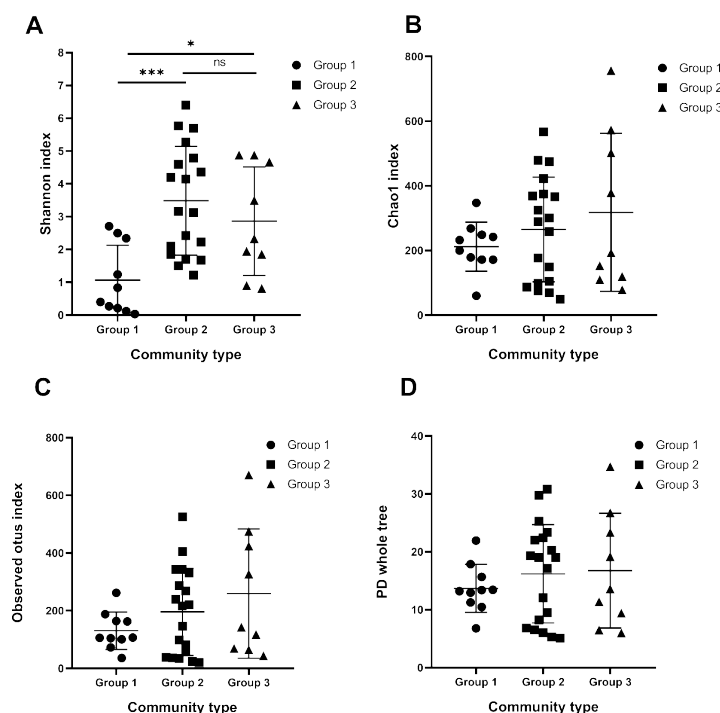 A
Shannon index
8
7
6
5
4
3
2
1
0
*
***
ns
Group 1
Group 2
Group 3
Group 1
Group 2
Group 3
Community type
B
Chao1 index
800
600
400
200
0
Group 1
Group 2
Group 3
Group 1
Group 2
Group 3
Community type
C
Observed otus index
800
600
400
200
0
Group 1
Group 2
Group 3
Group 1
Group 2
Group 3
Community type
D
PD whole tree
40
30
20
10
0
Group 1
Group 2
Group 3
Group 1
Group 2
Group 3
Community type